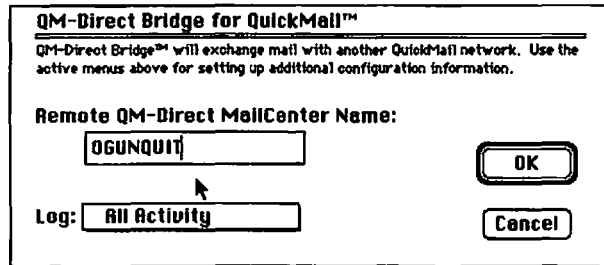 QM-Direct Bridge for QuickMail™
QM-Direct Bridge™ will exchange mail with another QuickMail network. Use the
active menus above for setting up additional configuration information.
Remote QM-Direct MailCenter Name:
OGUNQUIT
OK
Log: All Activity
Cancel